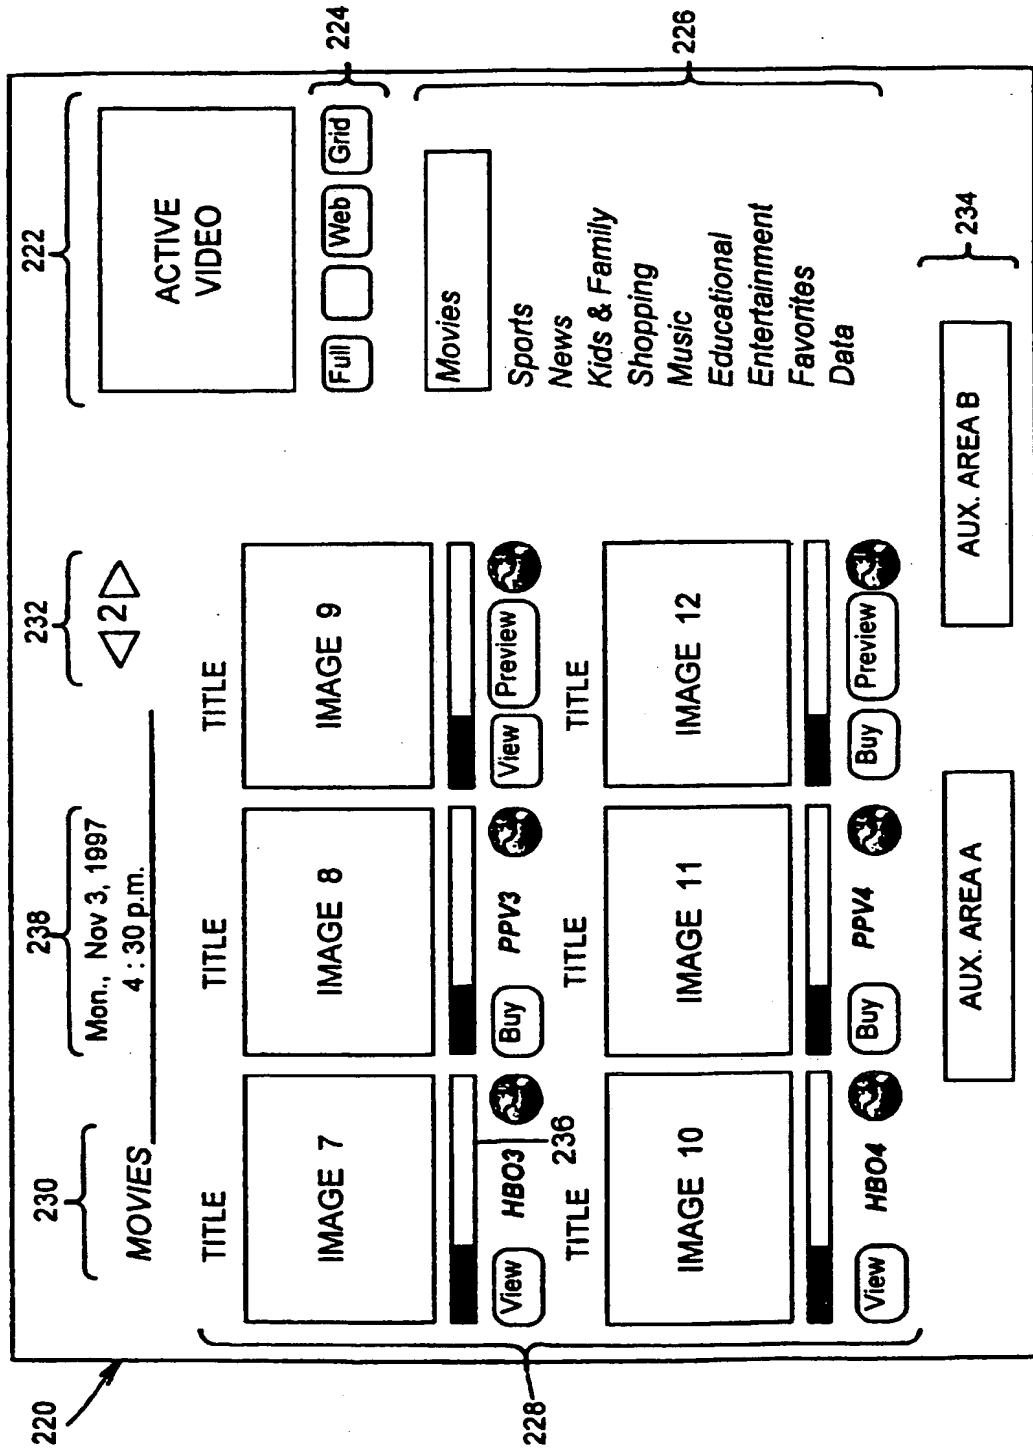 230
238
232
222
220
MOVIES
Mon., Nov 3, 1997
4 : 30 p.m.
2
ACTIVE
VIDEO
224
Full
Web
Grid
TITLE
TITLE
TITLE
IMAGE 7
IMAGE 8
IMAGE 9
View
HBO3
Buy
PPV3
View
Preview
236
226
Movies
Sports
News
Kids & Family
Shopping
Music
Educational
Entertainment
Favorites
Data
228
TITLE
TITLE
TITLE
IMAGE 10
IMAGE 11
IMAGE 12
View
HBO4
Buy
PPV4
Buy
Preview
AUX. AREA A
AUX. AREA B
234